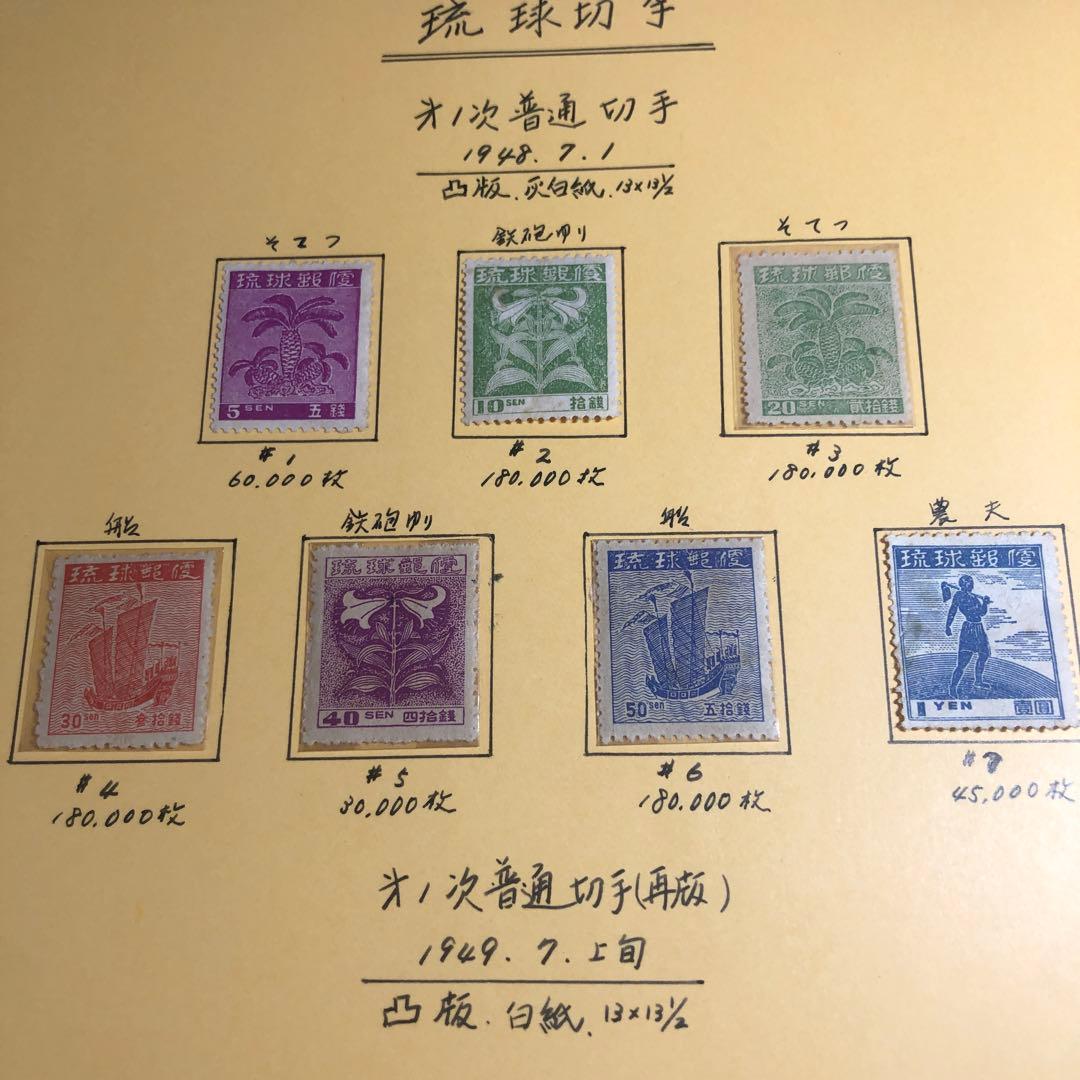 琉球切手
才1次普通切手
1948.7.1
凸版.灰白紙.13×13½
そてつ
鉄砲ゆり
そてつ
琉球郵便
5 SEN 五錢
琉球郵便
10 SEN 拾錢
琉球郵便
20 SEN 貳拾錢
#1
60.000枚
#2
180.000枚
#3
180.000枚
船
鉄砲ゆり
船
農夫
琉球郵便
30 sen 参拾錢
琉球郵便
40 SEN 四拾錢
琉球郵便
50 sen 五拾錢
琉球郵便
1 YEN 壹圓
#4
180.000枚
#5
30.000枚
#6
180.000枚
#7
45.000枚
才1次普通切手(再版)
1949.7.上旬
凸版.白紙.13×13½